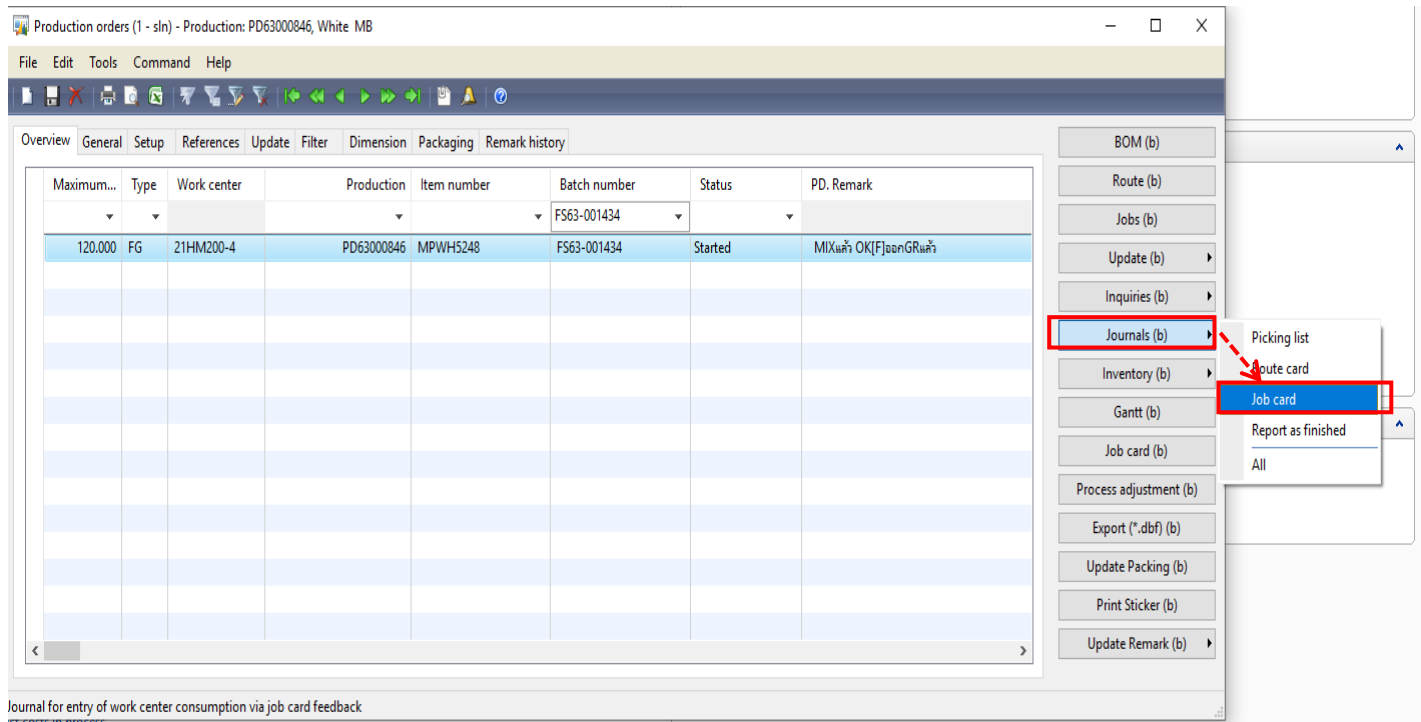 Production orders (1 - sln) - Production: PD63000846, White MB
File Edit Tools Command Help
Overview General Setup References Update Filter Dimension Packaging Remark history
Maximum... Type Work center Production Item number Batch number Status PD. Remark
FS63-001434
120.000 FG 21HM200-4 PD63000846 MPWH5248 FS63-001434 Started MIXแล้ว OK[F]ออกGRแล้ว
BOM (b)
Route (b)
Jobs (b)
Update (b)
Inquiries (b)
Journals (b)
Inventory (b)
Gantt (b)
Job card (b)
Process adjustment (b)
Export (*.dbf) (b)
Update Packing (b)
Print Sticker (b)
Update Remark (b)
Picking list
Route card
Job card
Report as finished
All
Journal for entry of work center consumption via job card feedback